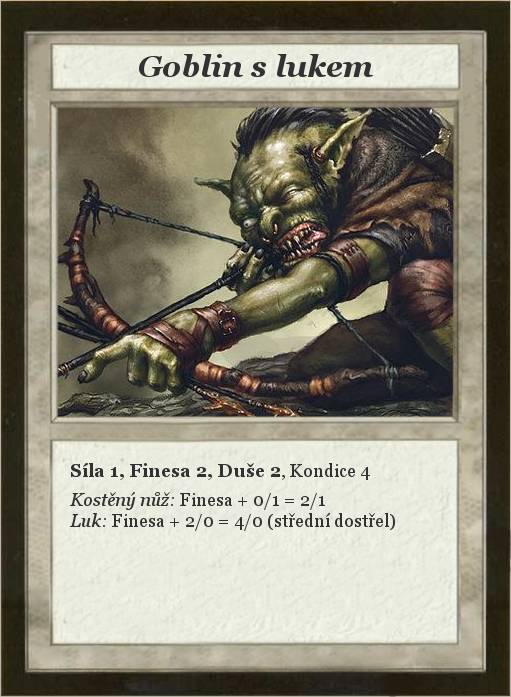 Goblin s lukem
Síla 1, Finesa 2, Duše 2, Kondice 4
Kostěný nůž: Finesa + 0/1 = 2/1
Luk: Finesa + 2/0 = 4/0 (střední dostřel)